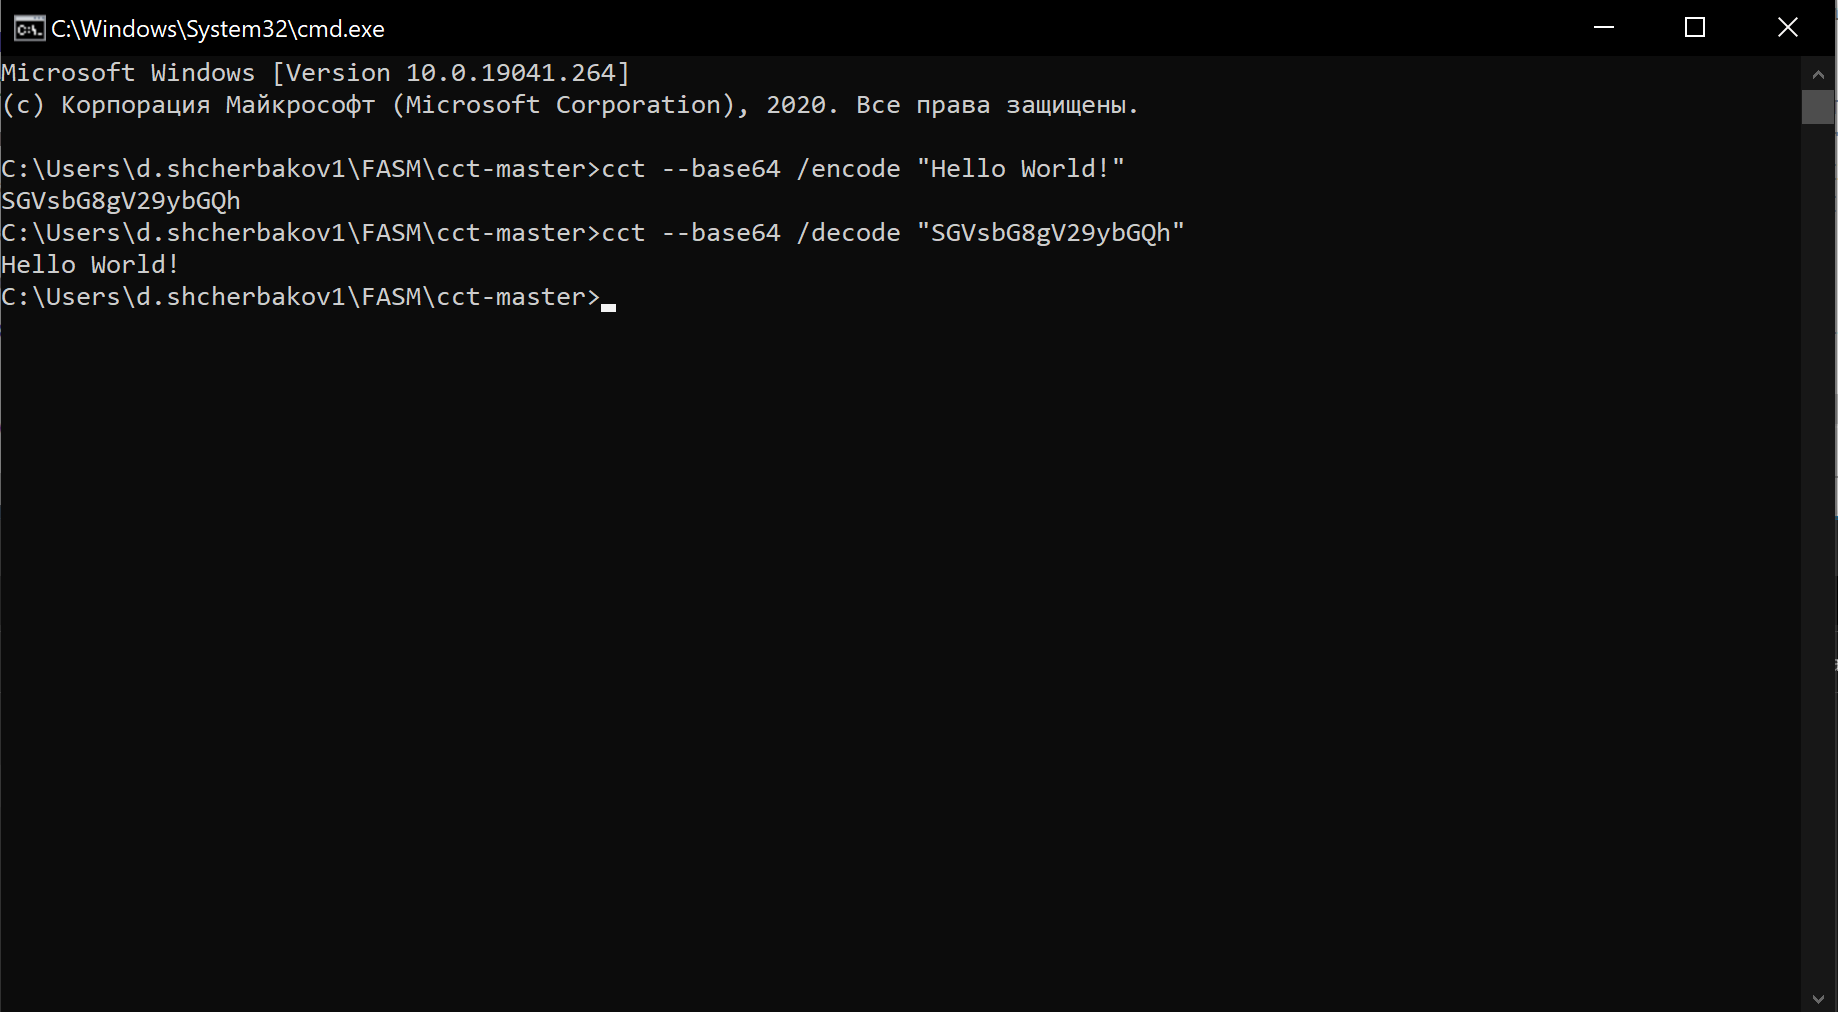 C:\Windows\System32\cmd.exe
Microsoft Windows [Version 10.0.19041.264]
(c) Корпорация Майкрософт (Microsoft Corporation), 2020. Все права защищены.
C:\Users\d.shcherbakov1\FASM\cct-master>cct --base64 /encode "Hello World!"
SGVsbG8gV29ybGQh
C:\Users\d.shcherbakov1\FASM\cct-master>cct --base64 /decode "SGVsbG8gV29ybGQh"
Hello World!
C:\Users\d.shcherbakov1\FASM\cct-master>